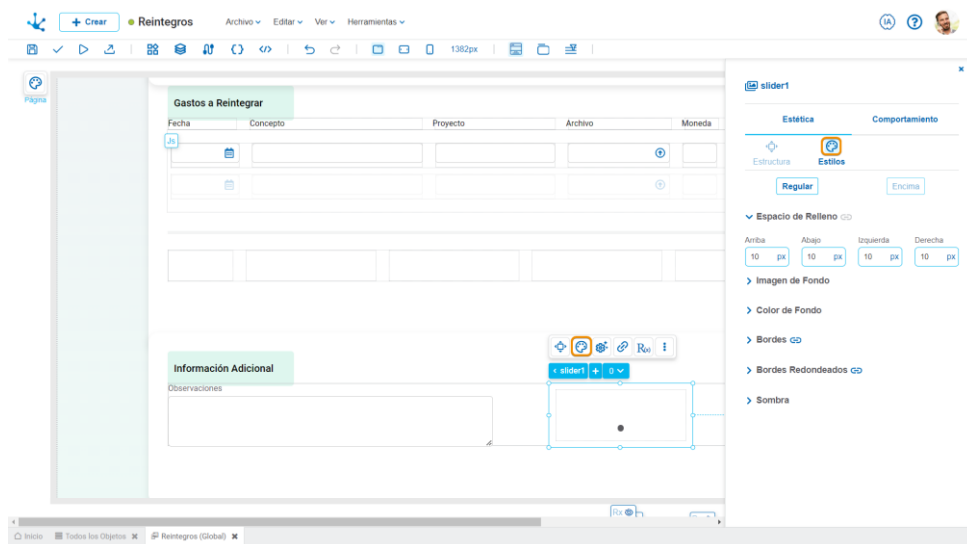 + Crear
Reintegros
Archivo Editar Ver Herramientas
IA
?
1382px
Página
Gastos a Reintegrar
Fecha Concepto Proyecto Archivo Moneda
Js
Información Adicional
Observaciones
R(x)
< slider1 + 0
Rx
slider1
Estética Comportamiento
Estructura Estilos
Regular Encima
Espacio de Relleno
Arriba Abajo Izquierda Derecha
10 px 10 px 10 px 10 px
Imagen de Fondo
Color de Fondo
Bordes
Bordes Redondeados
Sombra
Inicio Todos los Objetos Reintegros (Global)